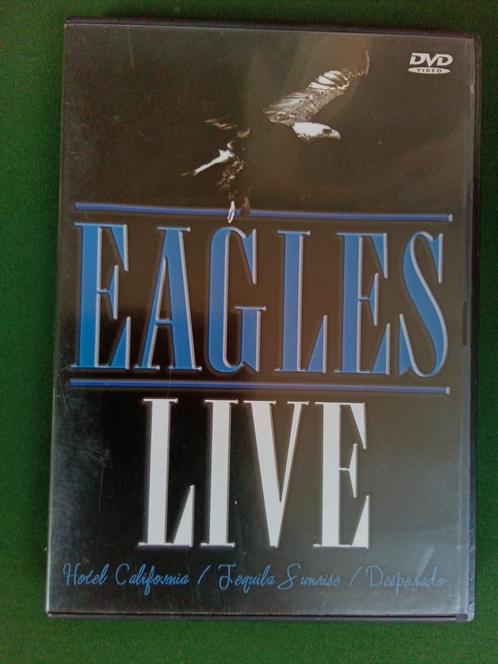 DVD
VIDEO
EAGLES
LIVE
Hotel California / Tequila Sunrise / Desperado